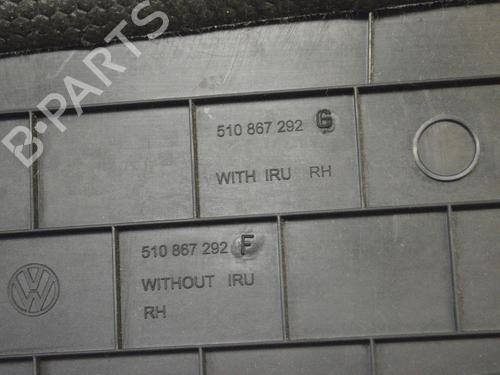 B-PARTS
510 867 292 G
WITH IRU RH
510 867 292 F
WITHOUT IRU
RH